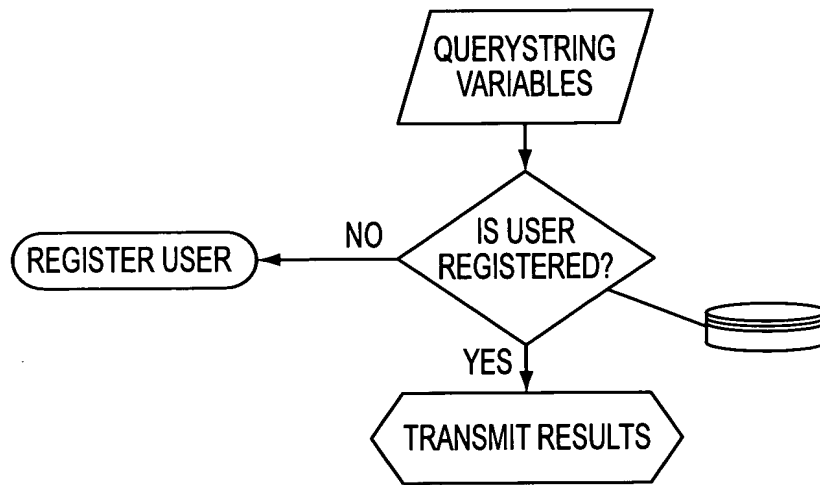 QUERYSTRING
VARIABLES
IS USER
REGISTERED?
NO
REGISTER USER
YES
TRANSMIT RESULTS